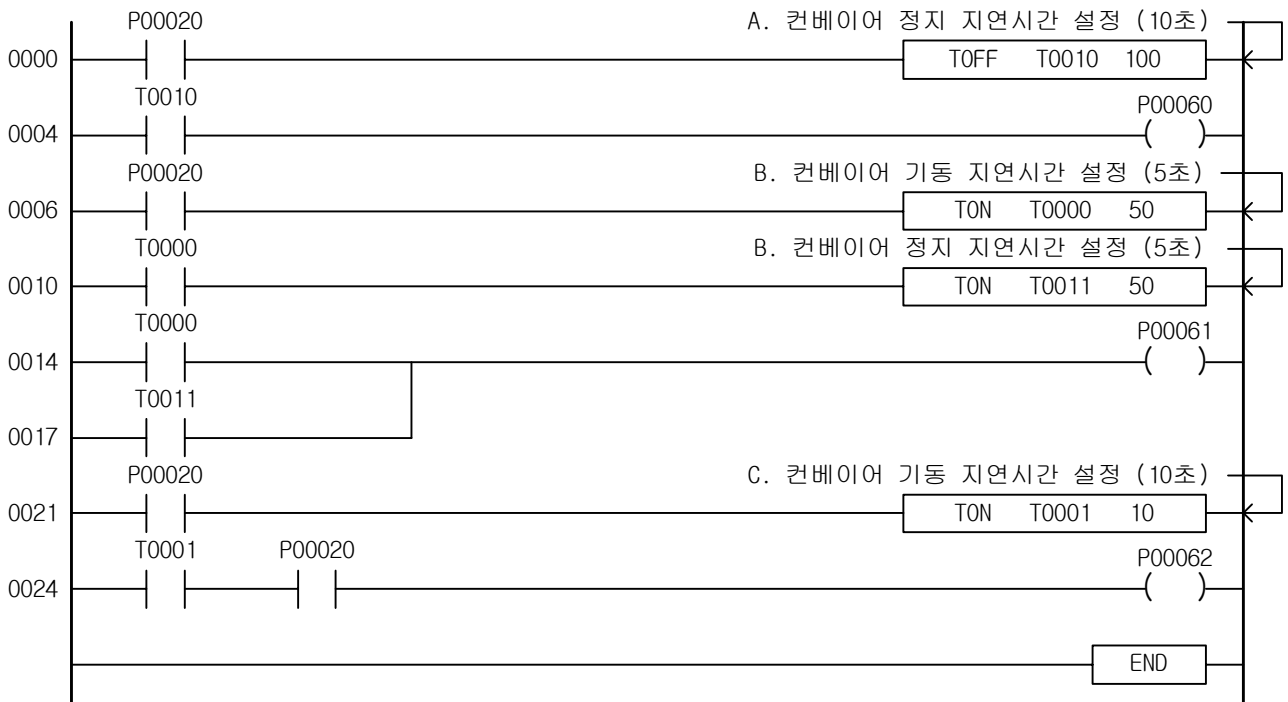 P00020
A. 컨베이어 정지 지연시간 설정 (10초)
0000 TOFF T0010 100
T0010
P00060
0004 ( )
P00020
B. 컨베이어 기동 지연시간 설정 (5초)
0006 TON T0000 50
T0000
B. 컨베이어 정지 지연시간 설정 (5초)
0010 TON T0011 50
T0000
P00061
0014 ( )
T0011
0017
P00020
C. 컨베이어 기동 지연시간 설정 (10초)
0021 TON T0001 10
T0001 P00020
P00062
0024 ( )
END